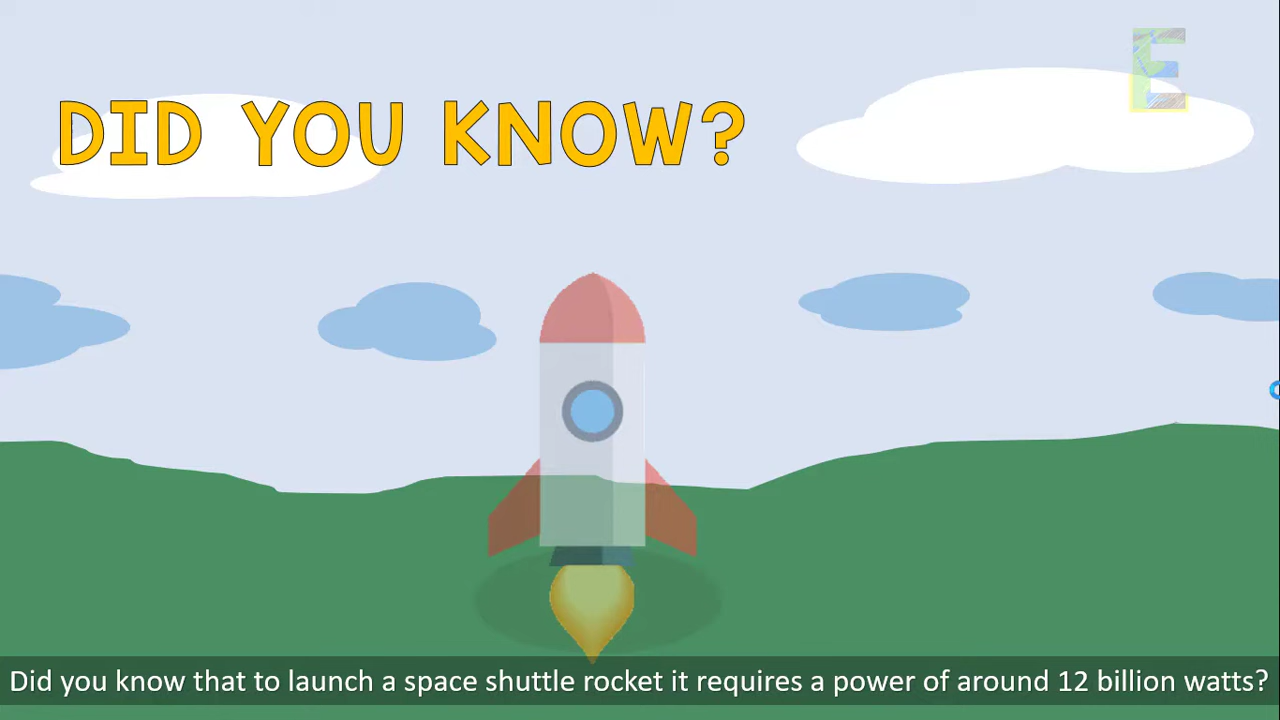 E
DID YOU KNOW?
Did you know that to launch a space shuttle rocket it requires a power of around 12 billion watts?